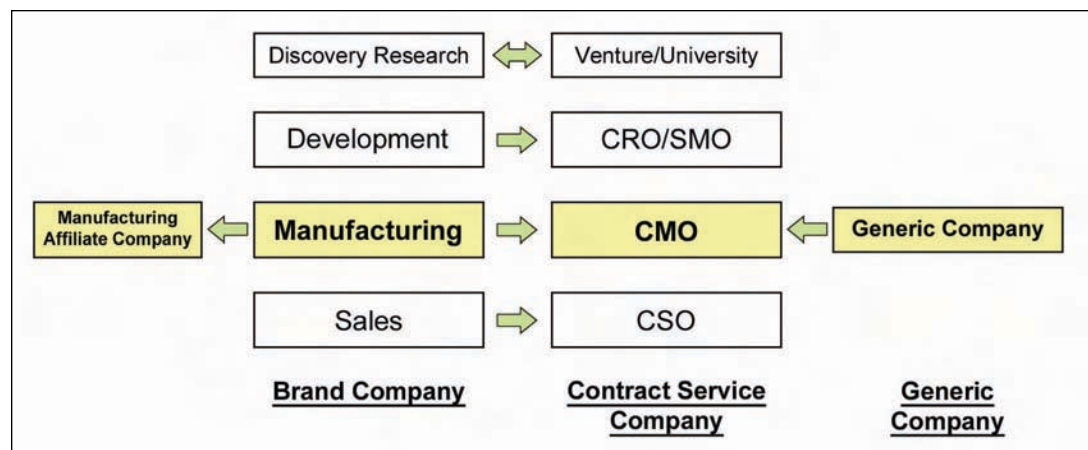 Discovery Research
Venture/University
Development
CRO/SMO
Manufacturing
Affiliate Company
Manufacturing
CMO
Generic Company
Sales
CSO
Brand Company
Contract Service
Company
Generic
Company